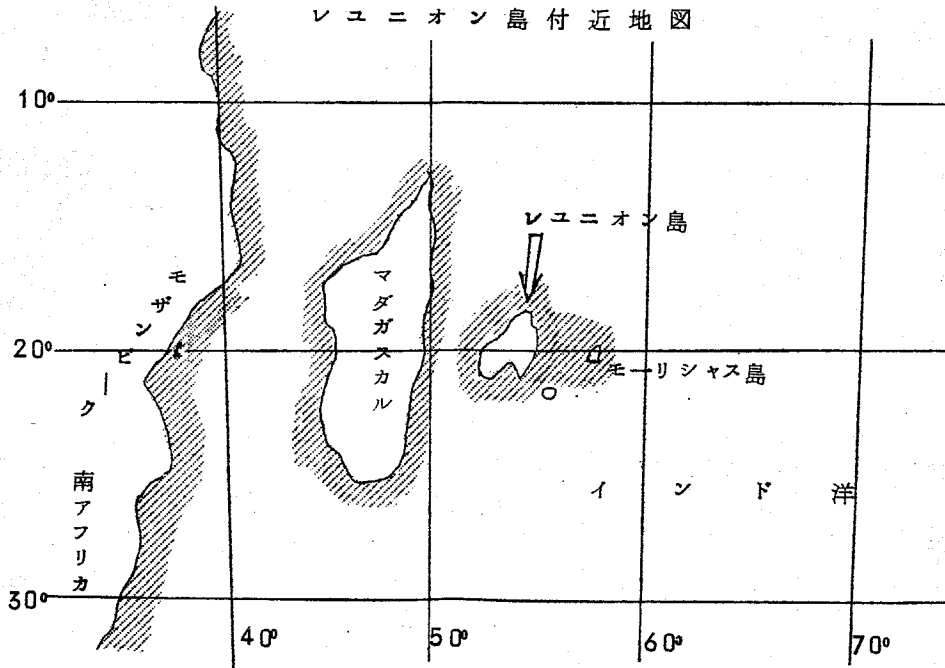 レユニオン島付近地図
10°
レユニオン島
モザンビーク
マダガスカル
20°
モーリシャス島
南アフリカ
インド洋
30°
40°
50°
60°
70°